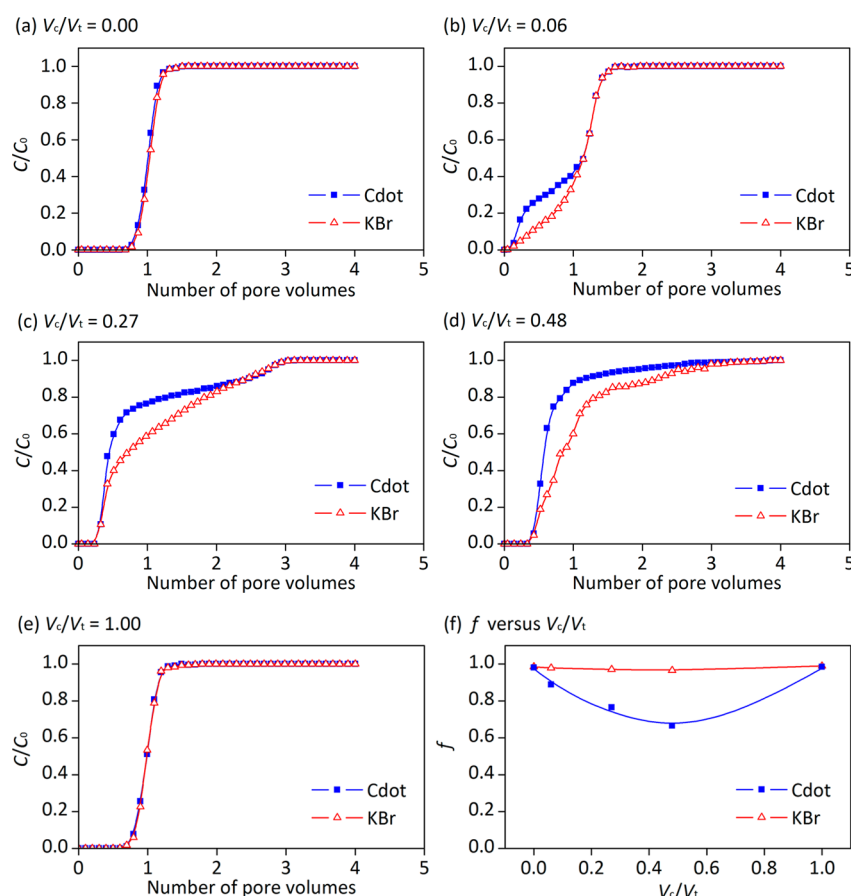 (a) Vc/Vt = 0.00
(b) Vc/Vt = 0.06
C/C0
1.0
0.8
0.6
0.4
0.2
0.0
Cdot
KBr
0 1 2 3 4 5
Number of pore volumes
C/C0
1.0
0.8
0.6
0.4
0.2
0.0
Cdot
KBr
0 1 2 3 4 5
Number of pore volumes
(c) Vc/Vt = 0.27
(d) Vc/Vt = 0.48
C/C0
1.0
0.8
0.6
0.4
0.2
0.0
Cdot
KBr
0 1 2 3 4 5
Number of pore volumes
C/C0
1.0
0.8
0.6
0.4
0.2
0.0
Cdot
KBr
0 1 2 3 4 5
Number of pore volumes
(e) Vc/Vt = 1.00
(f) f versus Vc/Vt
C/C0
1.0
0.8
0.6
0.4
0.2
0.0
Cdot
KBr
0 1 2 3 4 5
Number of pore volumes
f
1.0
0.8
0.6
0.4
0.2
0.0
Cdot
KBr
0.0 0.2 0.4 0.6 0.8 1.0
Vc/Vt